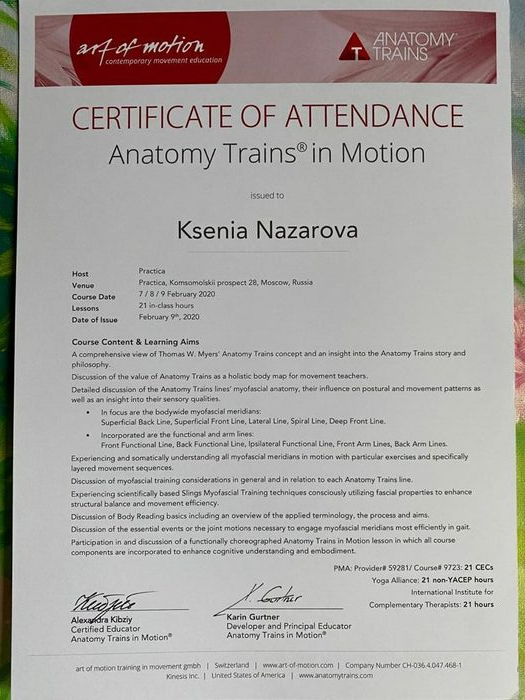 art of motion
contemporary movement education
ANATOMY
TRAINS
CERTIFICATE OF ATTENDANCE
Anatomy Trains® in Motion
issued to
Ksenia Nazarova
Host Practica
Venue Practica, Komsomolskii prospect 28, Moscow, Russia
Course Date 7 / 8 / 9 February 2020
Lessons 21 in-class hours
Date of Issue February 9th, 2020
Course Content & Learning Aims
A comprehensive view of Thomas W. Myers' Anatomy Trains concept and an insight into the Anatomy Trains story and
philosophy.
Discussion of the value of Anatomy Trains as a holistic body map for movement teachers.
Detailed discussion of the Anatomy Trains lines' myofascial anatomy, their influence on postural and movement patterns as
well as an insight into their sensory qualities.
• In focus are the bodywide myofascial meridians:
Superficial Back Line, Superficial Front Line, Lateral Line, Spiral Line, Deep Front Line.
• Incorporated are the functional and arm lines:
Front Functional Line, Back Functional Line, Ipsilateral Functional Line, Front Arm Lines, Back Arm Lines.
Experiencing and somatically understanding all myofascial meridians in motion with particular exercises and specifically
layered movement sequences.
Discussion of myofascial training considerations in general and in relation to each Anatomy Trains line.
Experiencing scientifically based Slings Myofascial Training techniques consciously utilizing fascial properties to enhance
structural balance and movement efficiency.
Discussion of Body Reading basics including an overview of the applied terminology, the process and aims.
Discussion of the essential events or the joint motions necessary to engage myofascial meridians most efficiently in gait.
Participation in and discussion of a functionally choreographed Anatomy Trains in Motion lesson in which all course
components are incorporated to enhance cognitive understanding and embodiment.
PMA: Provider# 59281/ Course# 9723: 21 CECs
Yoga Alliance: 21 non-YACEP hours
International Institute for
Complementary Therapists: 21 hours
K. Gurtner
Alexandra Kibziy
Certified Educator
Anatomy Trains in Motion®
Karin Gurtner
Developer and Principal Educator
Anatomy Trains in Motion®
art of motion training in movement gmbh | Switzerland | www.art-of-motion.com | Company Number CH-036.4.047.468-1
Kinesis Inc. | United States of America | www.anatomytrains.com